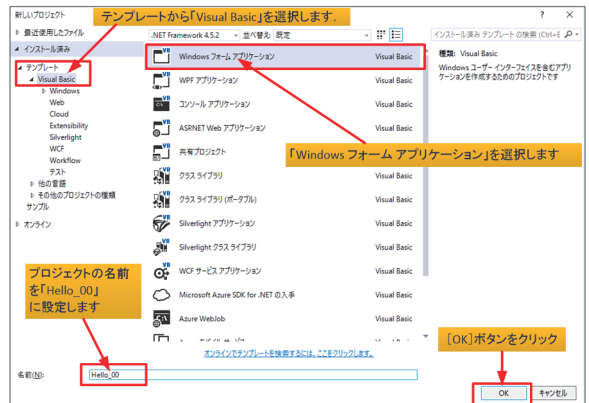 新しいプロジェクト
? ×
テンプレートから「Visual Basic」を選択します.
▷ 最近使用したファイル
.NET Framework 4.5.2
並べ替え: 既定
インストール済み テンプレート の検索 (Ctrl+E
▲ インストール済み
▲ テンプレート
▲ Visual Basic
▷ Windows
Web
Cloud
Extensibility
Silverlight
WCF
Workflow
テスト
▷ 他の言語
▷ その他のプロジェクトの種類
サンプル
▷ オンライン
Windows フォーム アプリケーション Visual Basic
WPF アプリケーション Visual Basic
コンソール アプリケーション Visual Basic
ASP.NET Web アプリケーション Visual Basic
共有プロジェクト Visual Basic
クラス ライブラリ Visual Basic
クラス ライブラリ (ポータブル) Visual Basic
Silverlight アプリケーション Visual Basic
Silverlight クラス ライブラリ Visual Basic
WCF サービス アプリケーション Visual Basic
Microsoft Azure SDK for .NET の入手 Visual Basic
Azure WebJob Visual Basic
種類: Visual Basic
Windows ユーザー インターフェイスを含むアプリ
ケーションを作成するためのプロジェクトです
「Windows フォーム アプリケーション」を選択します
プロジェクトの名前
を「Hello_00」
に設定します
[OK]ボタンをクリック
オンラインでテンプレートを検索するには、ここをクリックします。
名前(N):
Hello_00
OK
キャンセル